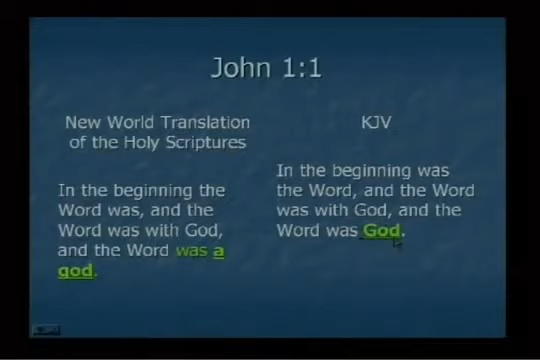 John 1:1
New World Translation
of the Holy Scriptures
In the beginning the
Word was, and the
Word was with God,
and the Word was a
god.
KJV
In the beginning was
the Word, and the Word
was with God, and the
Word was God.